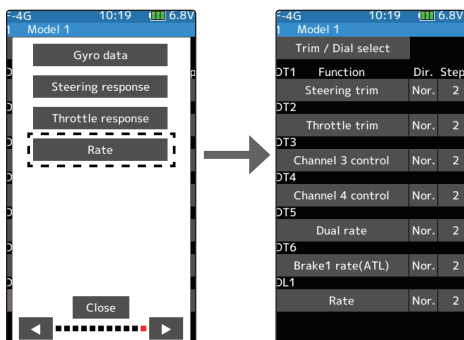 -4G 10:19 6.8V
1 Model 1
Gyro data
Steering response
Throttle response
Rate
Close
-4G 10:19 6.8V
1 Model 1
Trim / Dial select
DT1 Function Dir. Step
Steering trim Nor. 2
DT2
Throttle trim Nor. 2
DT3
Channel 3 control Nor. 2
DT4
Channel 4 control Nor. 2
DT5
Dual rate Nor. 2
DT6
Brake1 rate(ATL) Nor. 2
DL1
Rate Nor. 2